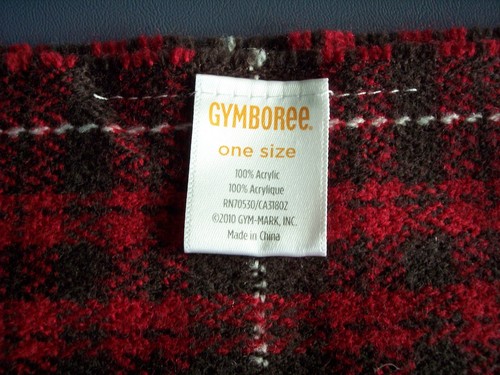 GYMBOREE.
one size
100% Acrylic
100% Acrylique
RN70530/CA31802
©2010 GYM-MARK, INC.
Made in China